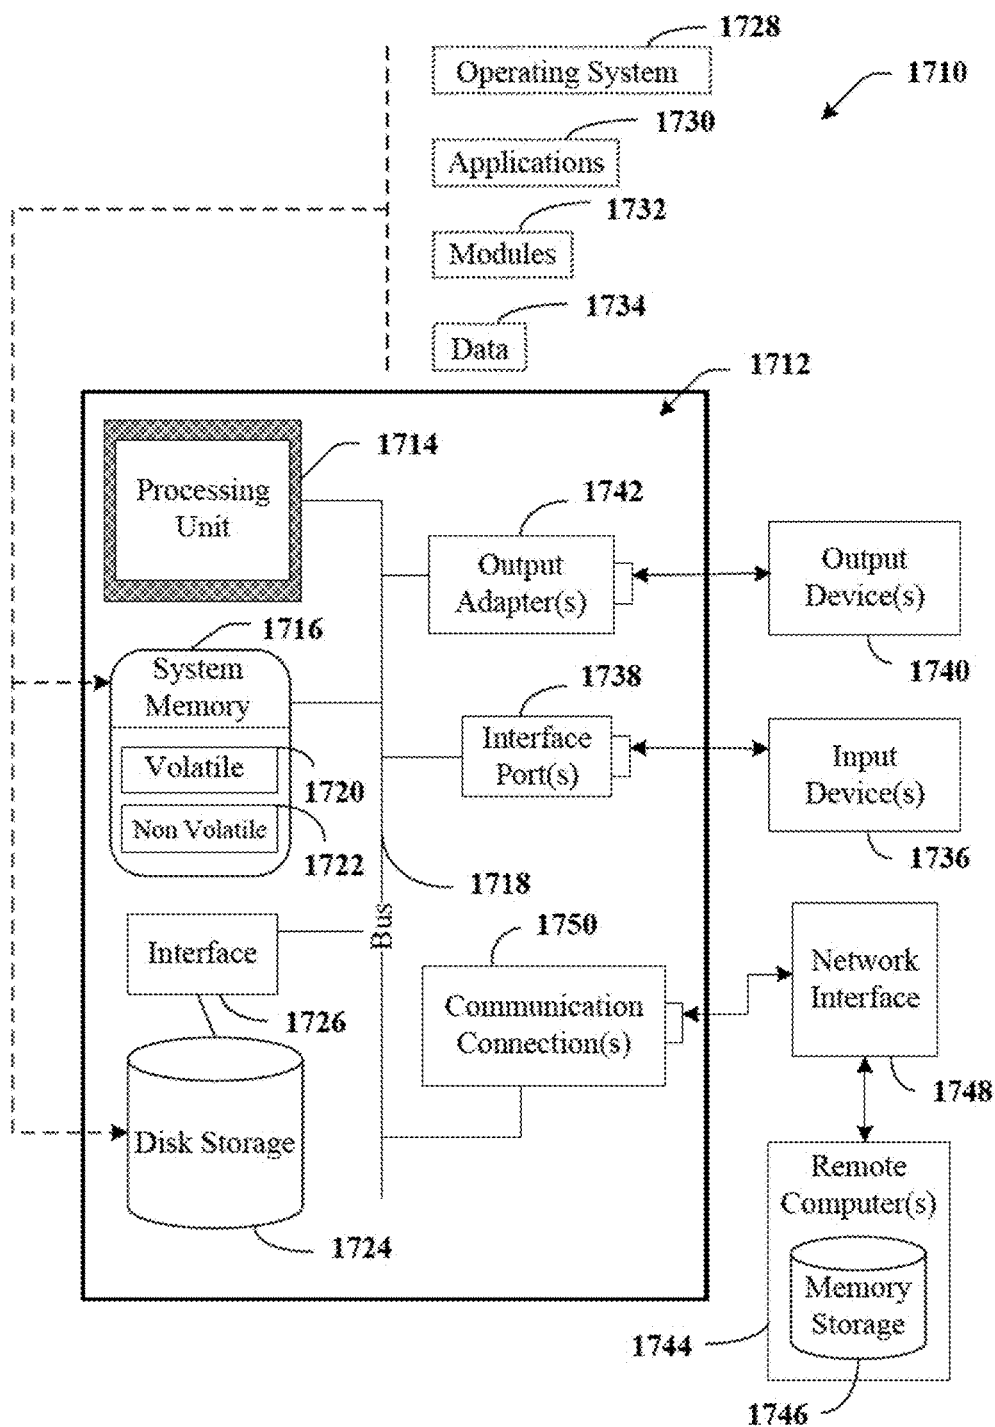 1728
Operating System
1710
1730
Applications
1732
Modules
1734
Data
1712
1714
Processing
Unit
1742
Output
Adapter(s)
Output
Device(s)
1740
1716
System
Memory
Volatile
1720
Non Volatile
1722
1738
Interface
Port(s)
Input
Device(s)
1736
1718
Bus
Interface
1726
1750
Communication
Connection(s)
Network
Interface
1748
Disk Storage
1724
Remote
Computer(s)
Memory
Storage
1744
1746